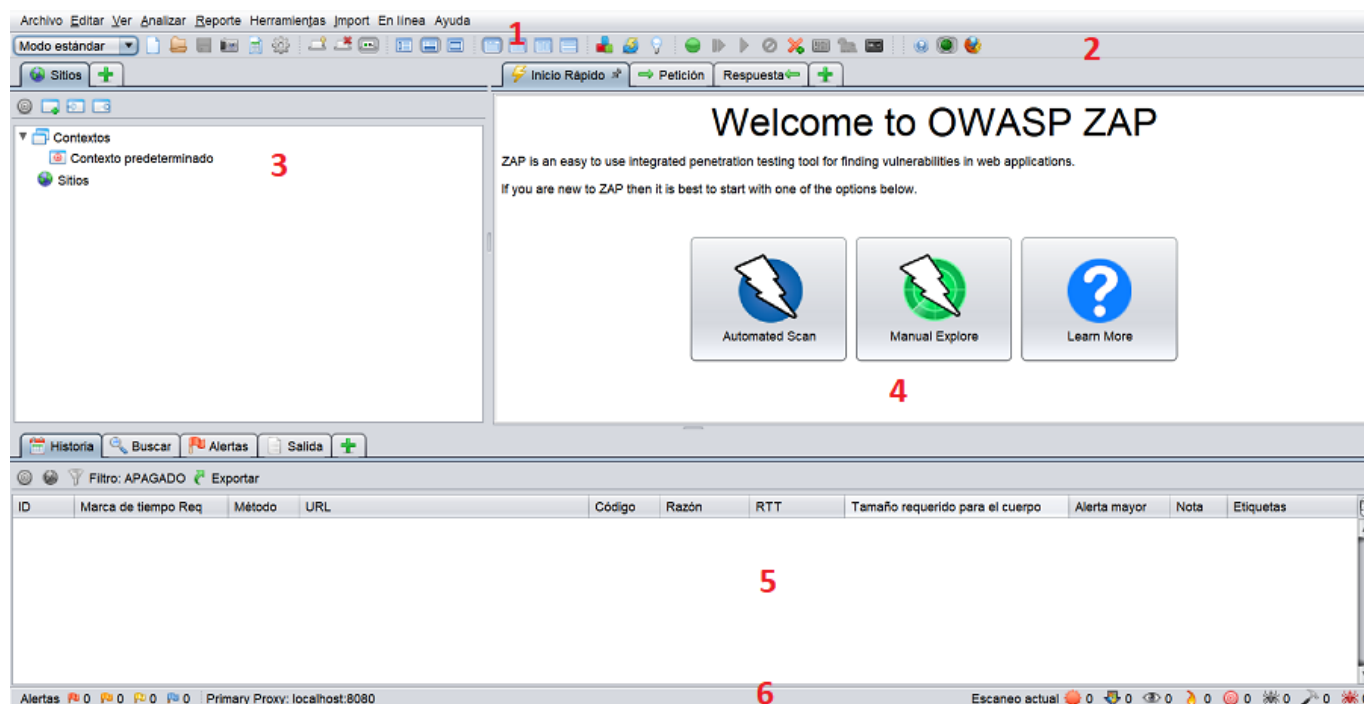 Archivo Editar Ver Analizar Reporte Herramientas Import En línea Ayuda
1
Modo estándar
2
Sitios
Inicio Rápido Petición Respuesta
Contextos
Contexto predeterminado
Sitios
3
Welcome to OWASP ZAP
ZAP is an easy to use integrated penetration testing tool for finding vulnerabilities in web applications.
If you are new to ZAP then it is best to start with one of the options below.
Automated Scan Manual Explore Learn More
4
Historia Buscar Alertas Salida
Filtro: APAGADO Exportar
ID Marca de tiempo Req Método URL Código Razón RTT Tamaño requerido para el cuerpo Alerta mayor Nota Etiquetas
5
Alertas 0 0 0 0 Primary Proxy: localhost:8080 6 Escaneo actual 0 0 0 0 0 0 0 0